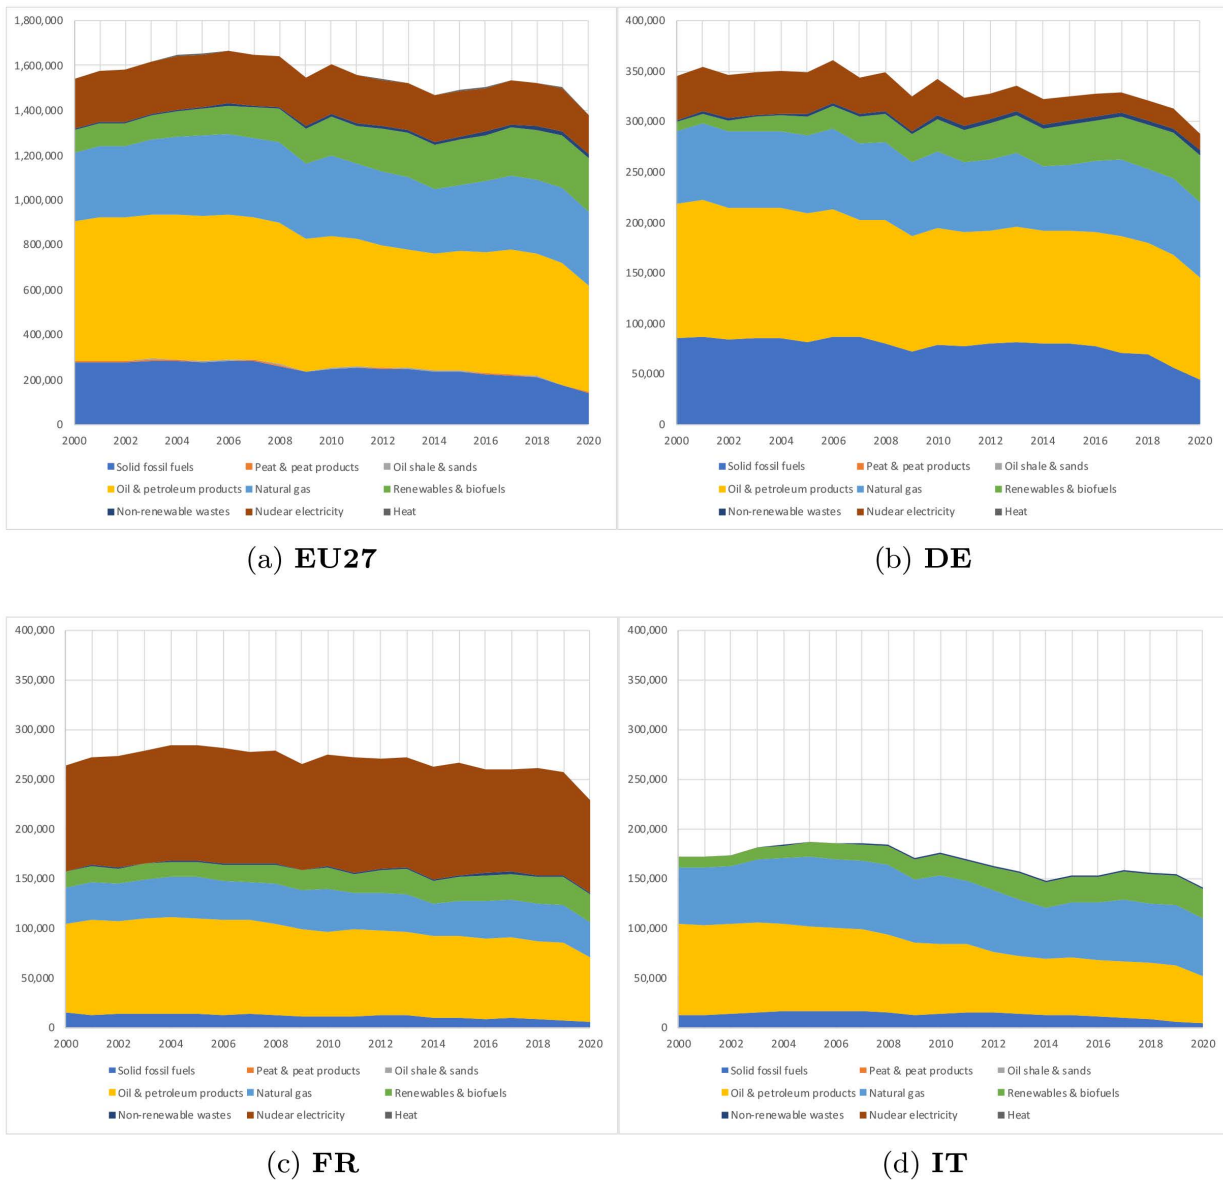 1,800,000
1,600,000
1,400,000
1,200,000
1,000,000
800,000
600,000
400,000
200,000
0
2000 2002 2004 2006 2008 2010 2012 2014 2016 2018 2020
Solid fossil fuels Peat & peat products Oil shale & sands
Oil & petroleum products Natural gas Renewables & biofuels
Non-renewable wastes Nuclear electricity Heat
(a) EU27
400,000
350,000
300,000
250,000
200,000
150,000
100,000
50,000
0
2000 2002 2004 2006 2008 2010 2012 2014 2016 2018 2020
Solid fossil fuels Peat & peat products Oil shale & sands
Oil & petroleum products Natural gas Renewables & biofuels
Non-renewable wastes Nuclear electricity Heat
(b) DE
400,000
350,000
300,000
250,000
200,000
150,000
100,000
50,000
0
2000 2002 2004 2006 2008 2010 2012 2014 2016 2018 2020
Solid fossil fuels Peat & peat products Oil shale & sands
Oil & petroleum products Natural gas Renewables & biofuels
Non-renewable wastes Nuclear electricity Heat
(c) FR
400,000
350,000
300,000
250,000
200,000
150,000
100,000
50,000
0
2000 2002 2004 2006 2008 2010 2012 2014 2016 2018 2020
Solid fossil fuels Peat & peat products Oil shale & sands
Oil & petroleum products Natural gas Renewables & biofuels
Non-renewable wastes Nuclear electricity Heat
(d) IT